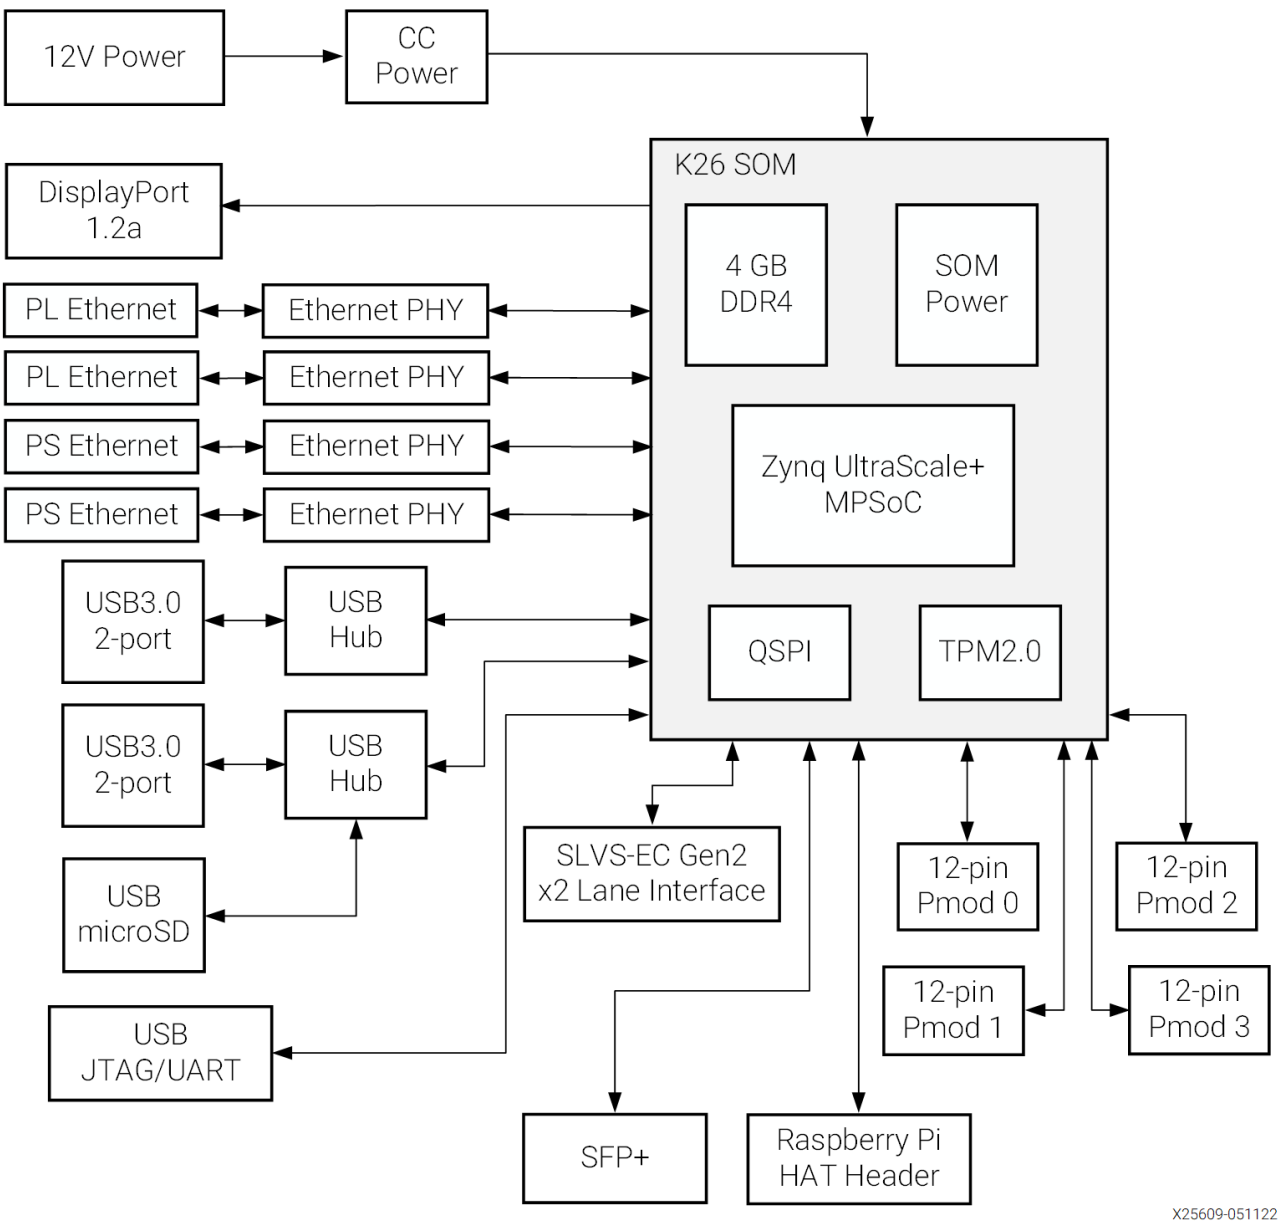 12V Power
CC
Power
K26 SOM
DisplayPort
1.2a
4 GB
DDR4
SOM
Power
PL Ethernet
Ethernet PHY
PL Ethernet
Ethernet PHY
PS Ethernet
Ethernet PHY
PS Ethernet
Ethernet PHY
Zynq UltraScale+
MPSoC
USB3.0
2-port
USB
Hub
QSPI
TPM2.0
USB3.0
2-port
USB
Hub
SLVS-EC Gen2
x2 Lane Interface
12-pin
Pmod 0
12-pin
Pmod 2
USB
microSD
12-pin
Pmod 1
12-pin
Pmod 3
USB
JTAG/UART
SFP+
Raspberry Pi
HAT Header
X25609-051122